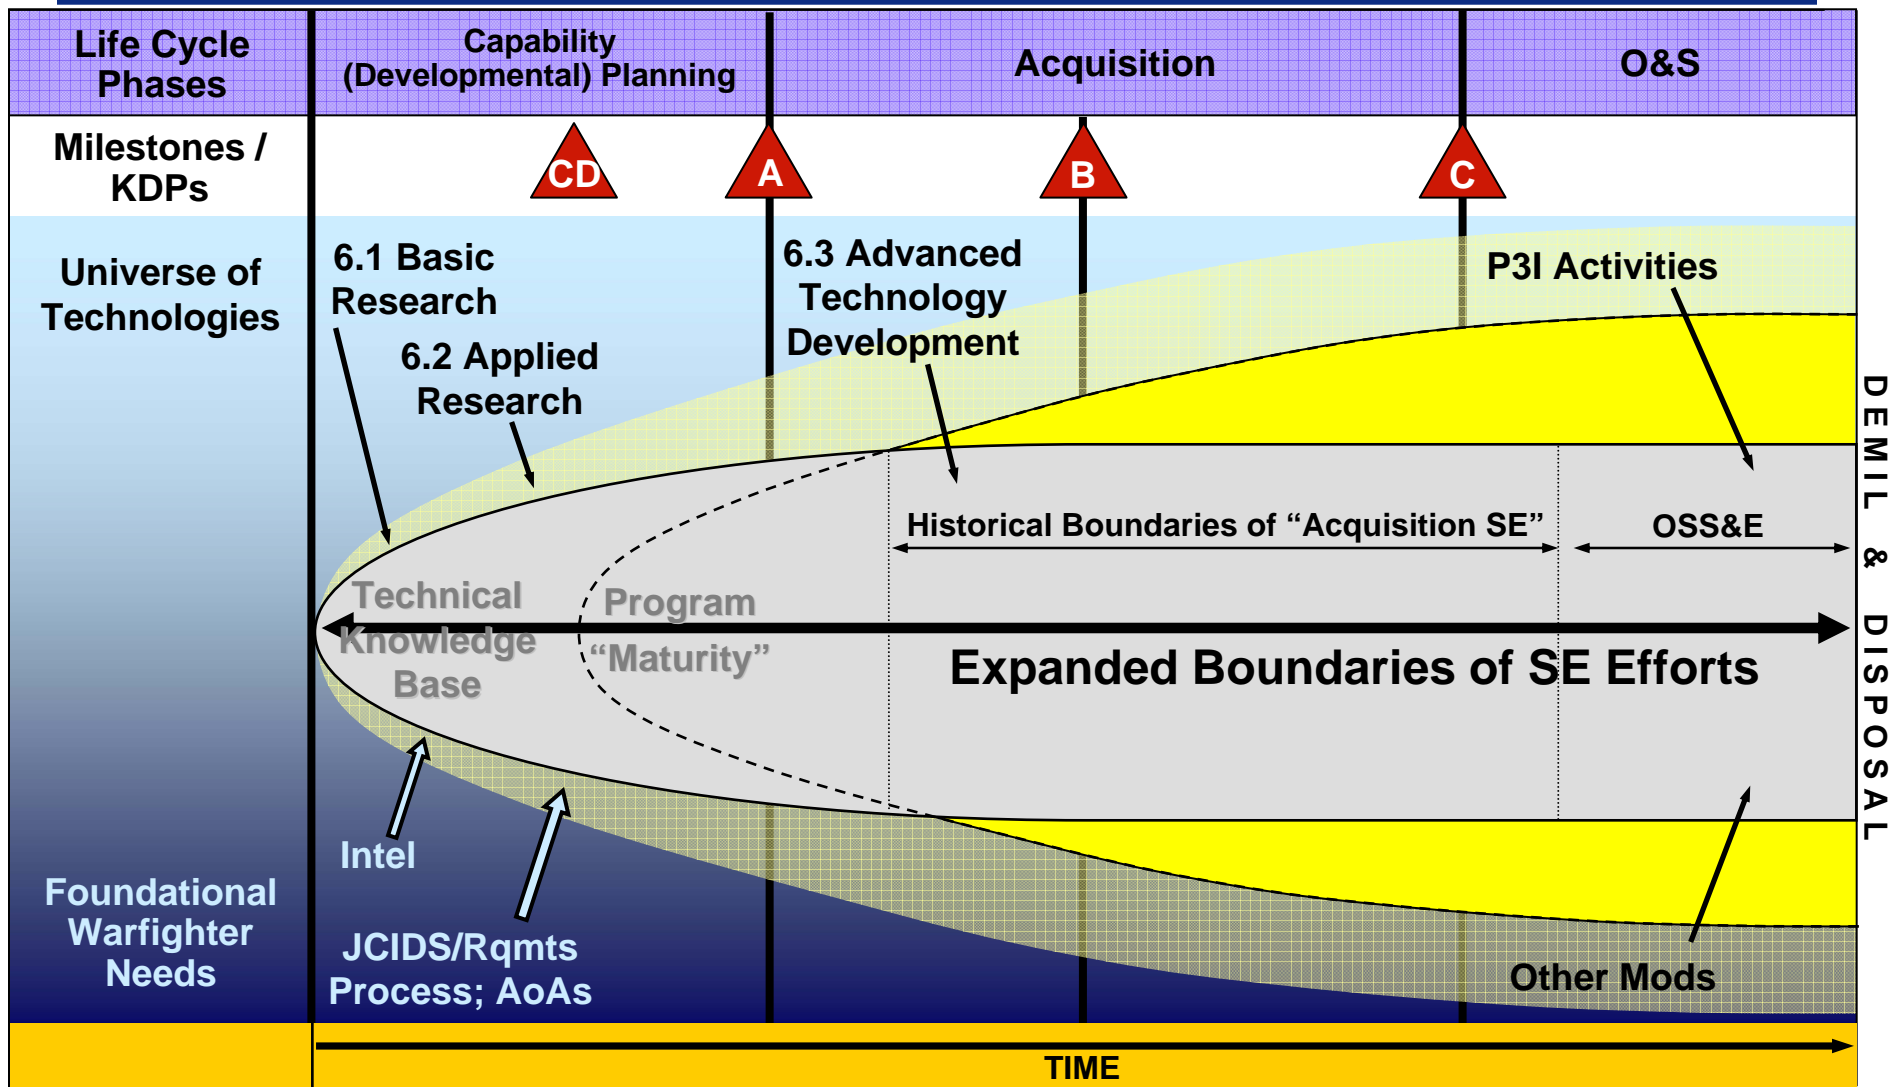 Life Cycle
Phases
Capability
(Developmental) Planning
Acquisition
O&S
Milestones /
KDPs
CD
A
B
C
Universe of
Technologies
6.1 Basic
Research
6.2 Applied
Research
6.3 Advanced
Technology
Development
P3I Activities
Historical Boundaries of “Acquisition SE”
OSS&E
Technical
Knowledge
Base
Program
“Maturity”
Expanded Boundaries of SE Efforts
DEMIL & DISPOSAL
Intel
JCIDS/Rqmts
Process; AoAs
Foundational
Warfighter
Needs
Other Mods
TIME